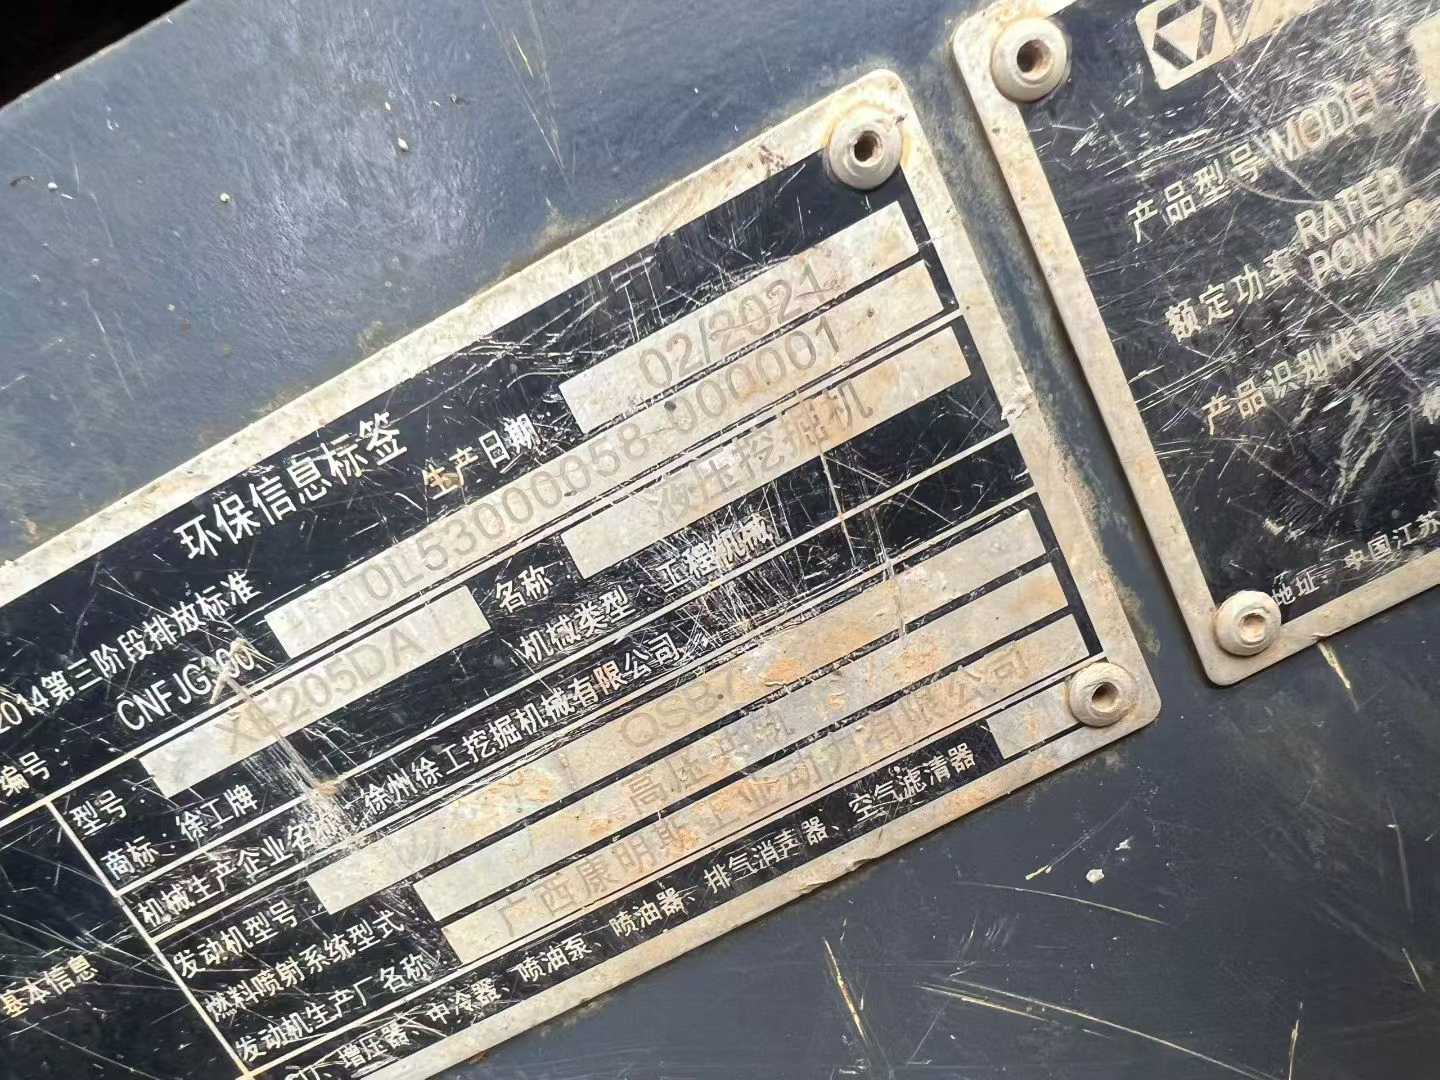 环保信息标签
2014第三阶段排放标准
生产日期: 02/2021
编号: CNFJG300 0L53000058-000001
型号: XE205DA
名称: 液压挖掘机
商标: 徐工牌
机械类型 工程机械
机械生产企业名称: 徐州徐工挖掘机械有限公司
发动机型号: QSB7
燃料喷射系统型式: 高压共轨
发动机生产厂名称: 广西康明斯工业动力有限公司
基本信息
增压器、中冷器、喷油泵、喷油器、排气消声器、空气滤清器
产品型号 MODEL
额定功率 RATED POWER
产品识别代码
地址: 中国江苏